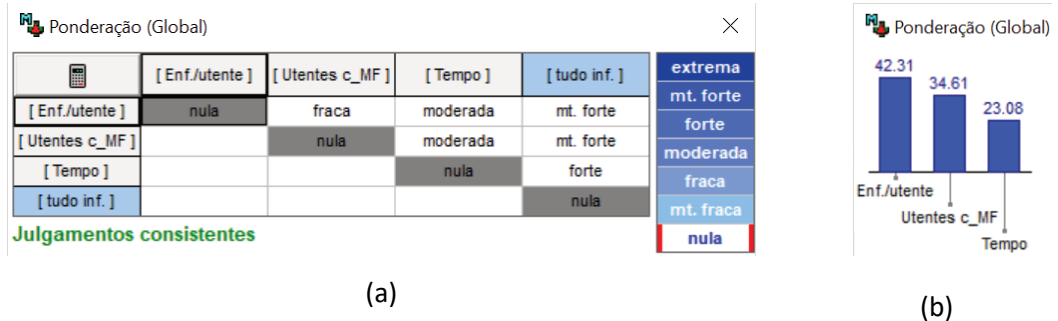 Ponderação (Global)
[ Enf./utente ] [ Utentes c_MF ] [ Tempo ] [ tudo inf. ]
[ Enf./utente ] nula fraca moderada mt. forte
[ Utentes c_MF ] nula moderada mt. forte
[ Tempo ] nula forte
[ tudo inf. ] nula
Julgamentos consistentes
extrema
mt. forte
forte
moderada
fraca
mt. fraca
nula
(a)
Ponderação (Global)
42.31
34.61
23.08
Enf./utente
Utentes c_MF
Tempo
(b)